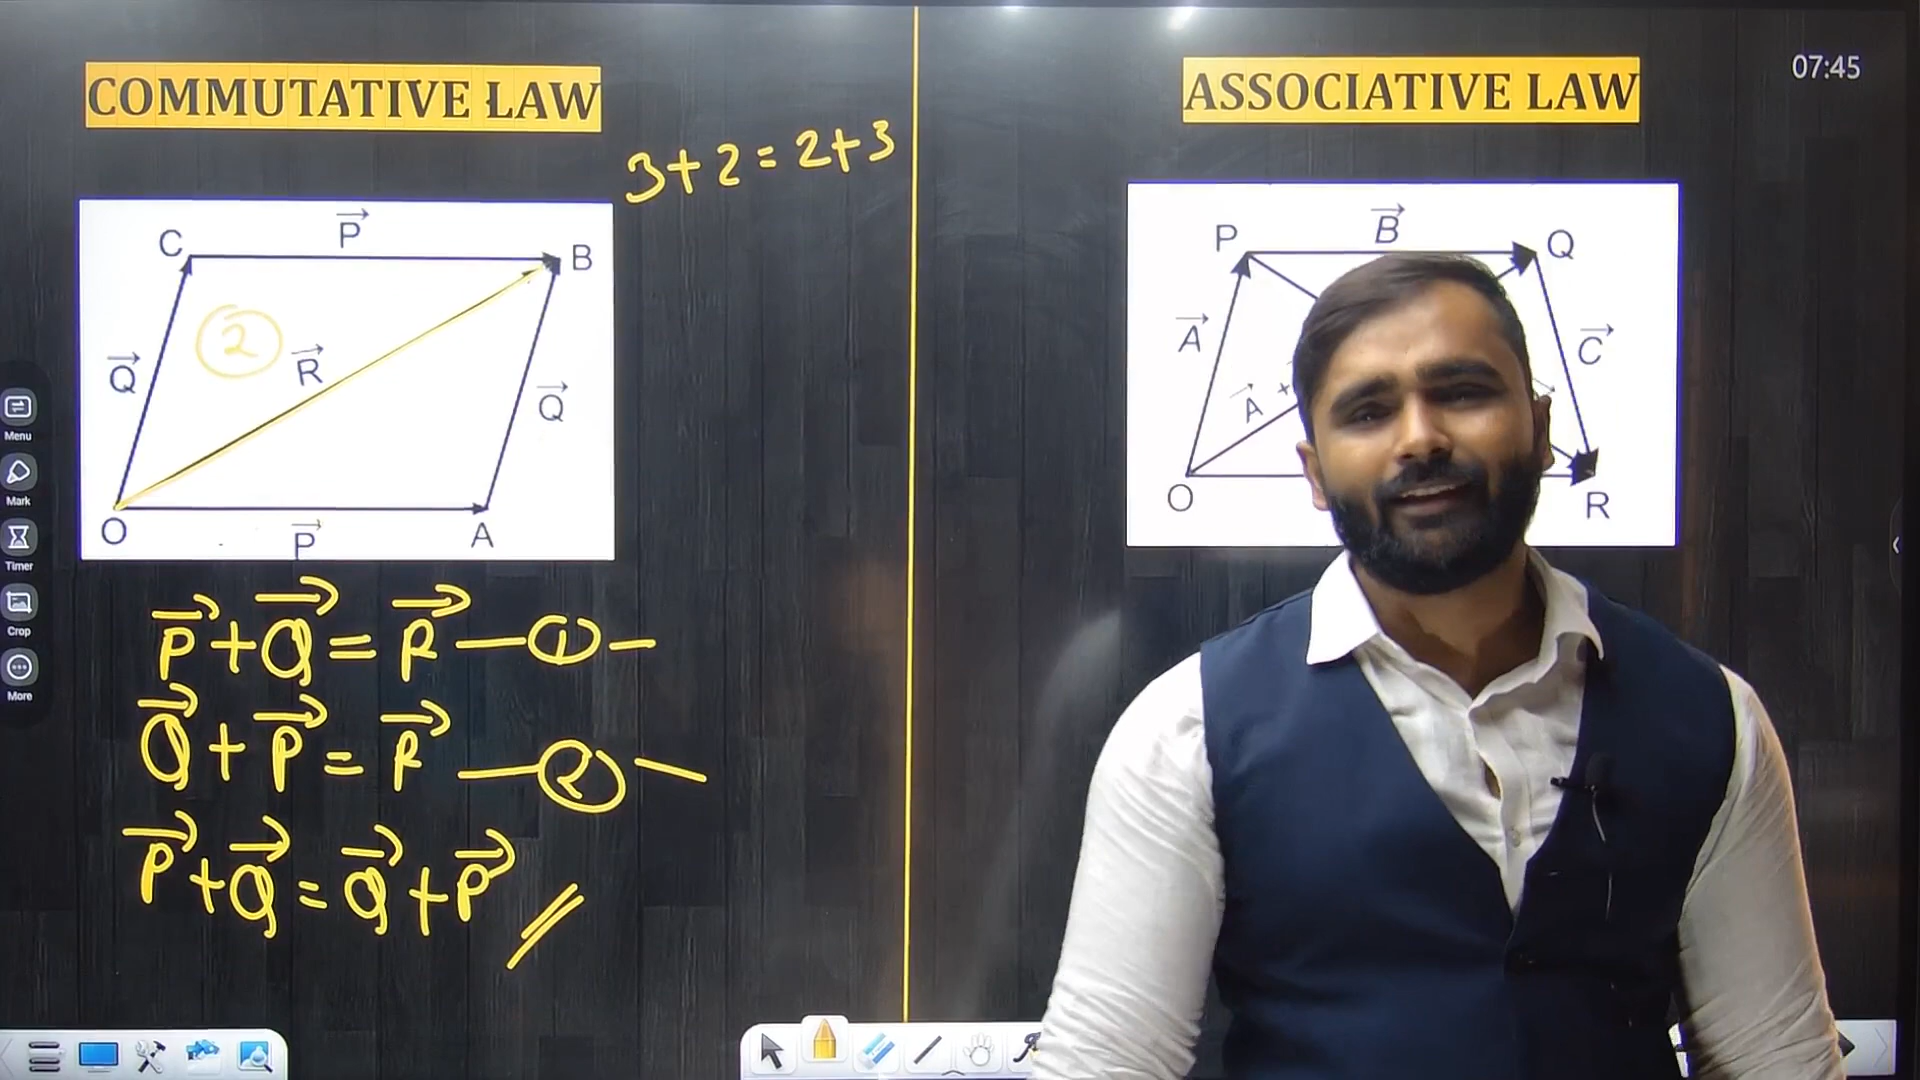 COMMUTATIVE LAW
3+2=2+3
C P⃗ B
Q⃗ 2 R⃗ Q⃗
O P⃗ A
P⃗+Q⃗=R⃗—①—
Q⃗+P⃗=R⃗—②—
P⃗+Q⃗=Q⃗+P⃗
ASSOCIATIVE LAW
07:45
P B⃗ Q
A⃗ C⃗
A⃗ +
O R
Menu
Mark
Timer
Crop
More